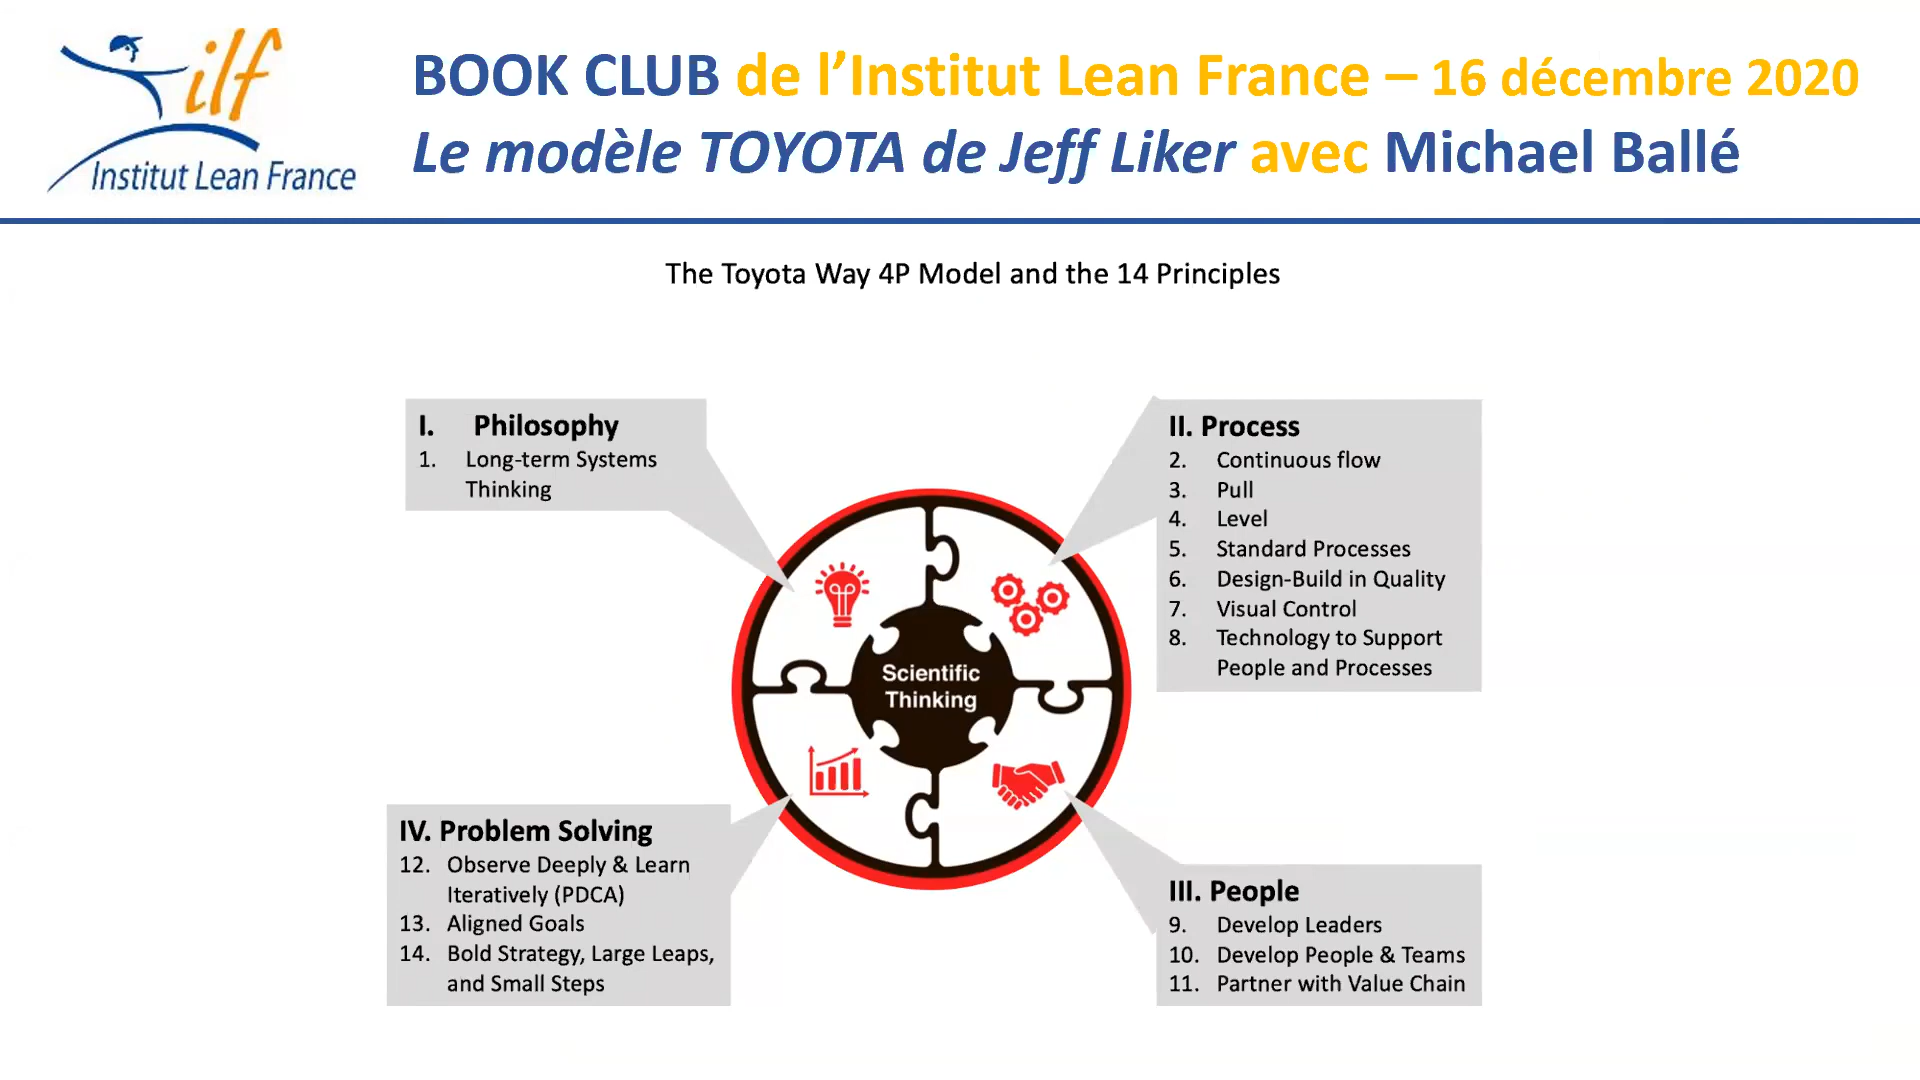 ilf
Institut Lean France
BOOK CLUB de l’Institut Lean France – 16 décembre 2020
Le modèle TOYOTA de Jeff Liker avec Michael Ballé
The Toyota Way 4P Model and the 14 Principles
I. Philosophy
1. Long-term Systems
Thinking
II. Process
2. Continuous flow
3. Pull
4. Level
5. Standard Processes
6. Design-Build in Quality
7. Visual Control
8. Technology to Support
People and Processes
Scientific
Thinking
IV. Problem Solving
12. Observe Deeply & Learn
Iteratively (PDCA)
13. Aligned Goals
14. Bold Strategy, Large Leaps,
and Small Steps
III. People
9. Develop Leaders
10. Develop People & Teams
11. Partner with Value Chain